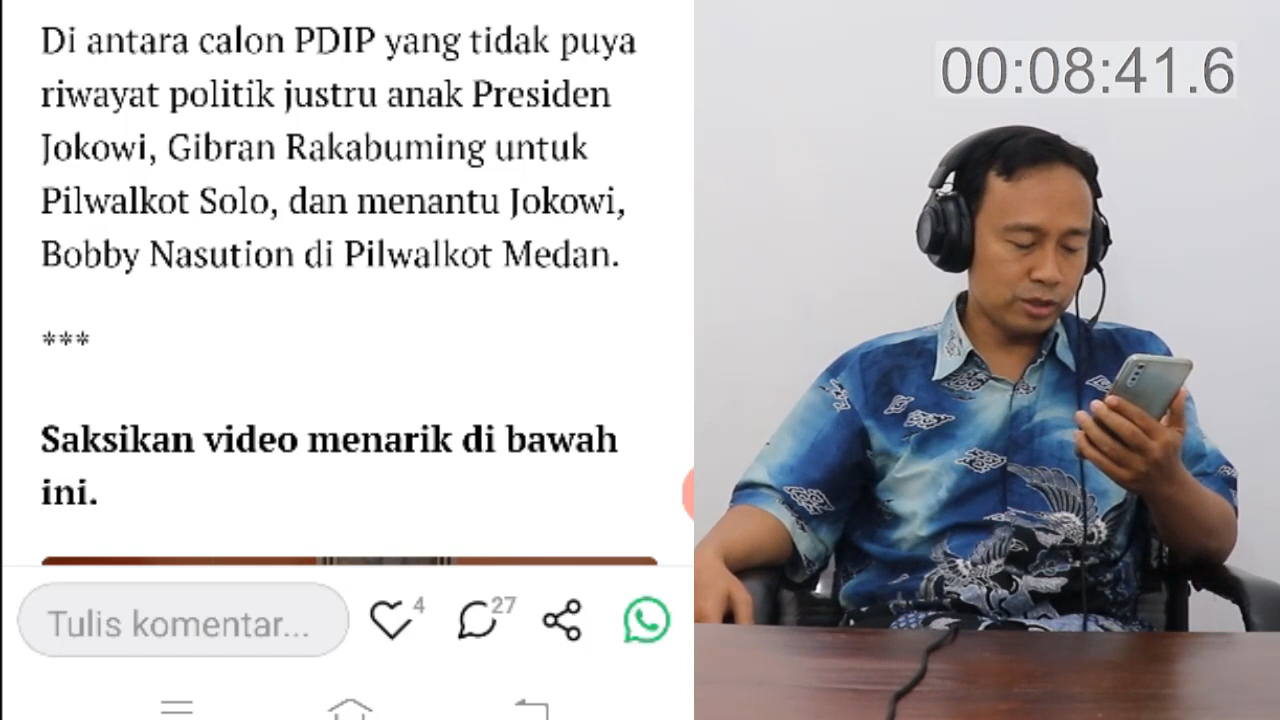 Di antara calon PDIP yang tidak puya
riwayat politik justru anak Presiden
Jokowi, Gibran Rakabuming untuk
Pilwalkot Solo, dan menantu Jokowi,
Bobby Nasution di Pilwalkot Medan.
***
Saksikan video menarik di bawah
ini.
Tulis komentar...
4
27
00:08:41.6